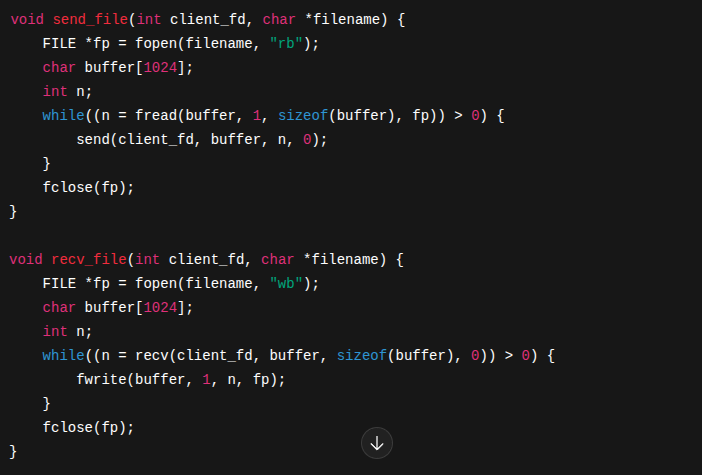 void send_file(int client_fd, char *filename) {
    FILE *fp = fopen(filename, "rb");
    char buffer[1024];
    int n;
    while((n = fread(buffer, 1, sizeof(buffer), fp)) > 0) {
        send(client_fd, buffer, n, 0);
    }
    fclose(fp);
}

void recv_file(int client_fd, char *filename) {
    FILE *fp = fopen(filename, "wb");
    char buffer[1024];
    int n;
    while((n = recv(client_fd, buffer, sizeof(buffer), 0)) > 0) {
        fwrite(buffer, 1, n, fp);
    }
    fclose(fp);
}